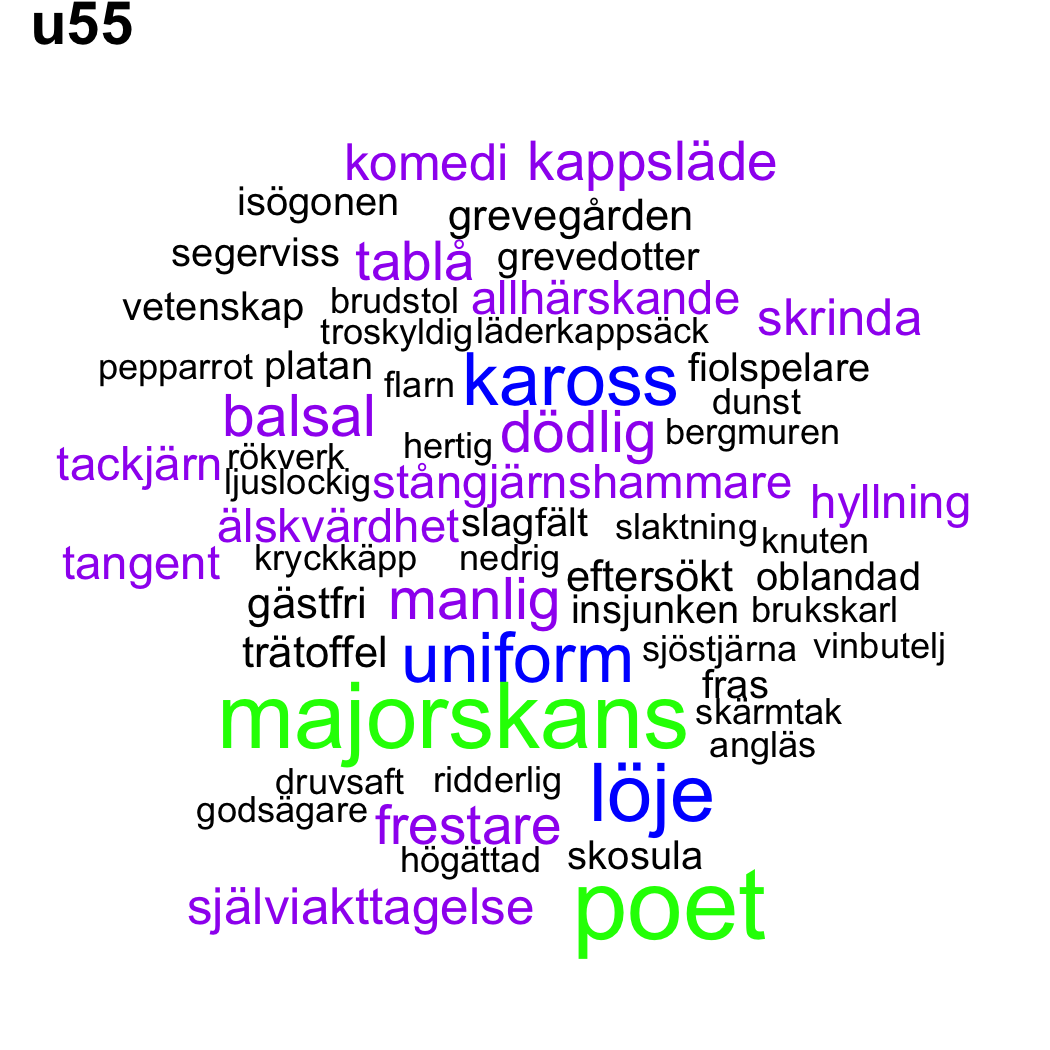 u55
komedi kappsläde
isögonen grevegården
segerviss tablå grevedotter
vetenskap brudstol allhärskande skrinda
troskyldig läderkappsäck
pepparrot platan flarn kaross fiolspelare
balsal dunst
tackjärn rökverk hertig dödlig bergmuren
ljuslockig stångjärnshammare hyllning
älskvärdhet slagfält slaktning knuten
tangent kryckkäpp nedrig eftersökt oblandad
gästfri manlig insjunken brukskarl
trätoffel uniform sjöstjärna vinbutelj
fras
majorskans skärmtak
angläs
druvsaft ridderlig löje
godsägare frestare
högättad skosula
själviakttagelse poet